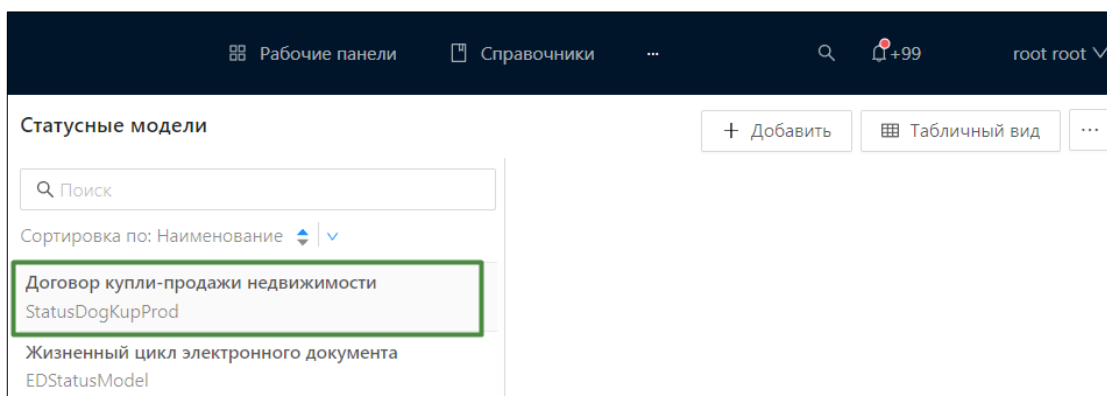 Рабочие панели Справочники ... +99 root root
Статусные модели + Добавить Табличный вид ...
Поиск
Сортировка по: Наименование
Договор купли-продажи недвижимости
StatusDogKupProd
Жизненный цикл электронного документа
EDStatusModel